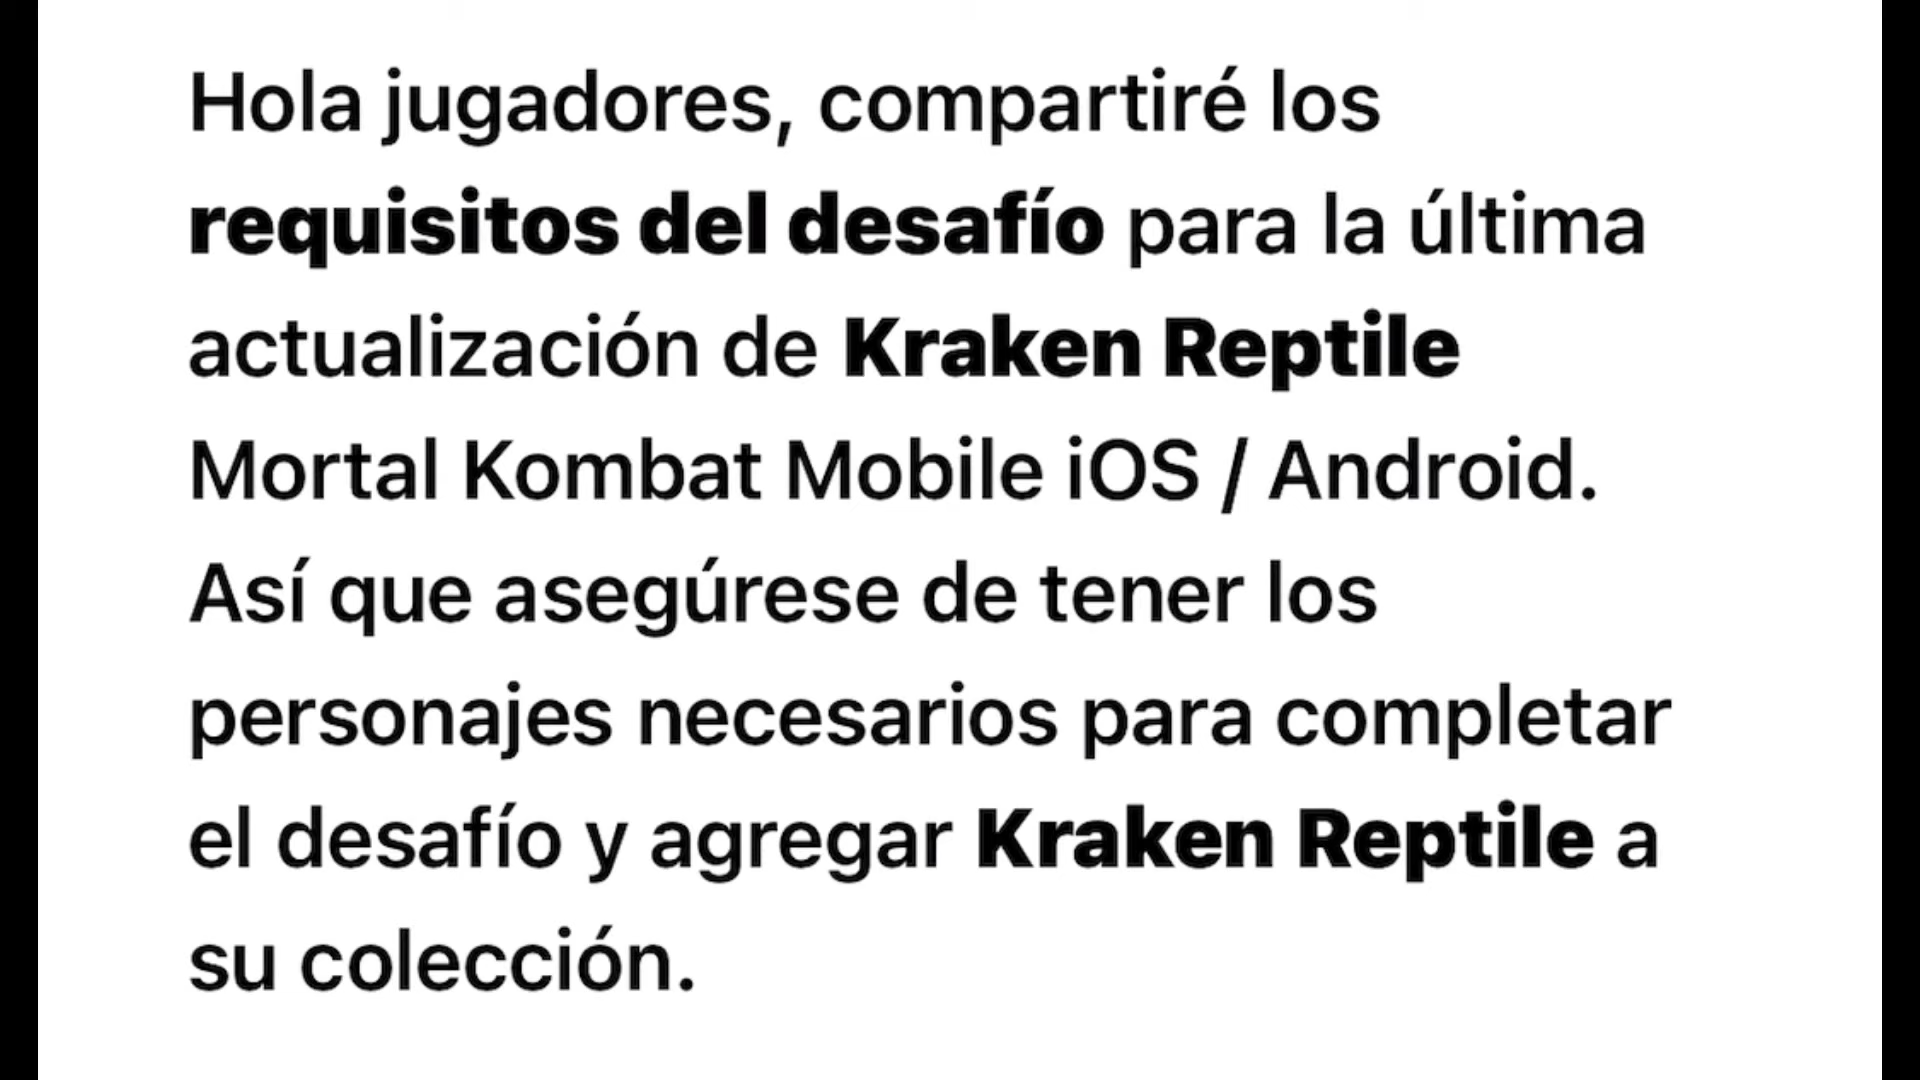 Hola jugadores, compartiré los
requisitos del desafío para la última
actualización de Kraken Reptile
Mortal Kombat Mobile iOS / Android.
Así que asegúrese de tener los
personajes necesarios para completar
el desafío y agregar Kraken Reptile a
su colección.